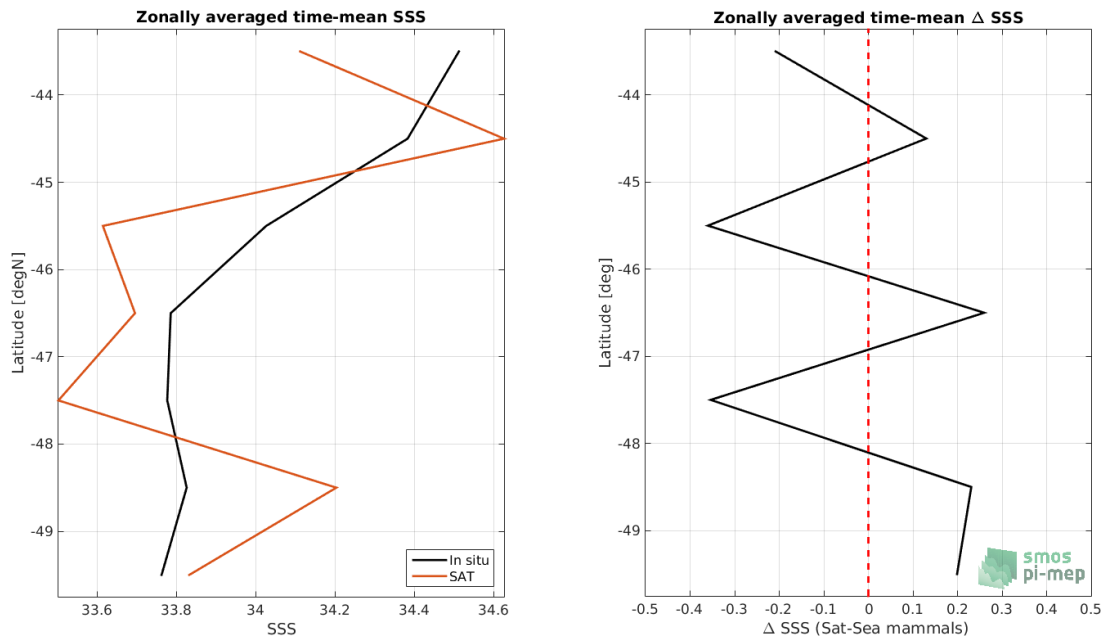 Zonally averaged time-mean SSS
-44
-45
-46
-47
-48
-49
Latitude [degN]
33.6 33.8 34 34.2 34.4 34.6
SSS
In situ
SAT
Zonally averaged time-mean Δ SSS
-44
-45
-46
-47
-48
-49
Latitude [deg]
-0.5 -0.4 -0.3 -0.2 -0.1 0 0.1 0.2 0.3 0.4 0.5
Δ SSS (Sat-Sea mammals)
smos
pi-mep